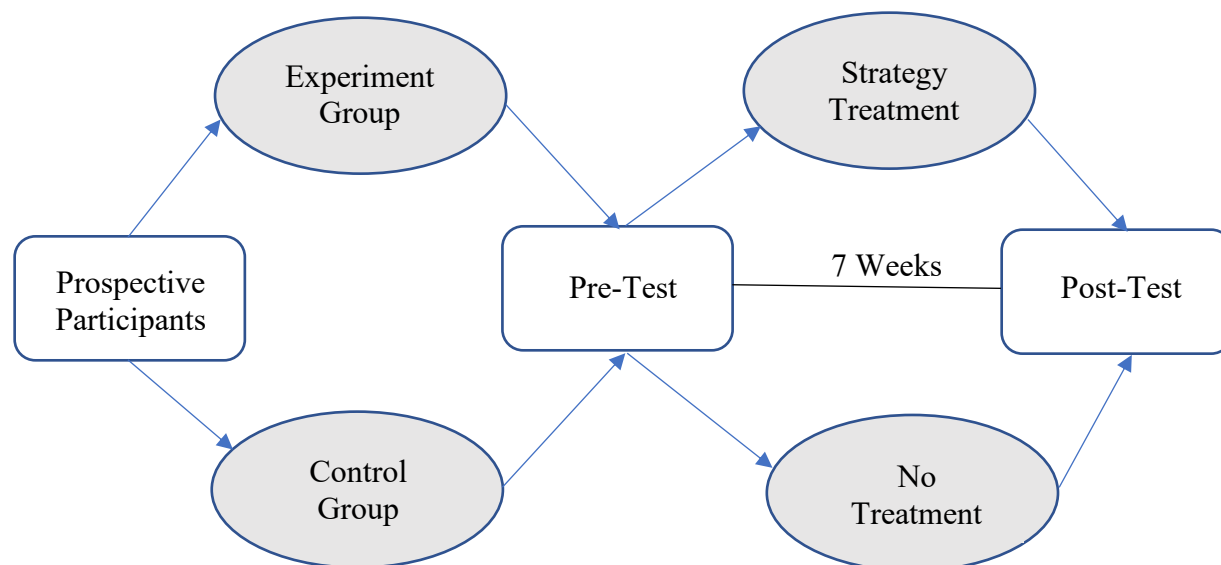 Experiment
Group
Strategy
Treatment
Prospective
Participants
Pre-Test
7 Weeks
Post-Test
Control
Group
No
Treatment